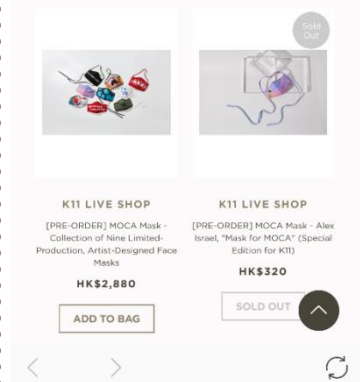 Sold
Out
K11 LIVE SHOP
[PRE-ORDER] MOCA Mask -
Collection of Nine Limited-
Production, Artist-Designed Face
Masks
HK$2,880
ADD TO BAG
K11 LIVE SHOP
[PRE-ORDER] MOCA Mask - Alex
Israel, "Mask for MOCA" (Special
Edition for K11)
HK$320
SOLD OUT